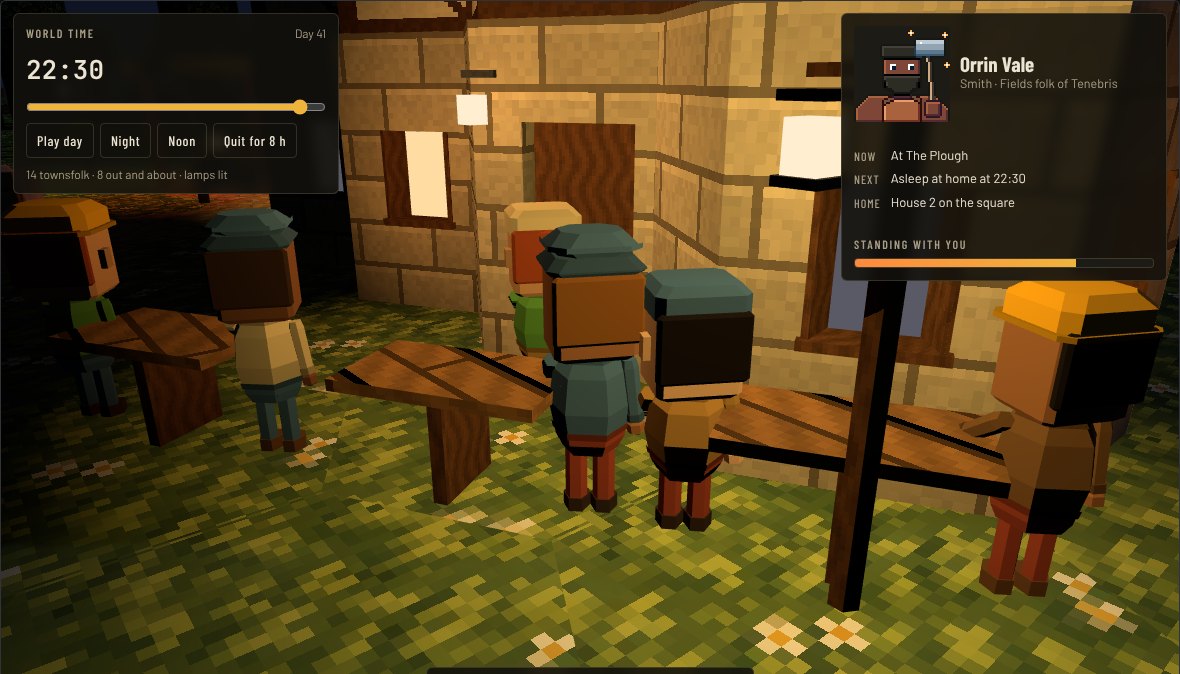 WORLD TIME
Day 41
22:30
Play day
Night
Noon
Quit for 8 h
14 townsfolk · 8 out and about · lamps lit
Orrin Vale
Smith · Fields folk of Tenebris
NOW At The Plough
NEXT Asleep at home at 22:30
HOME House 2 on the square
STANDING WITH YOU